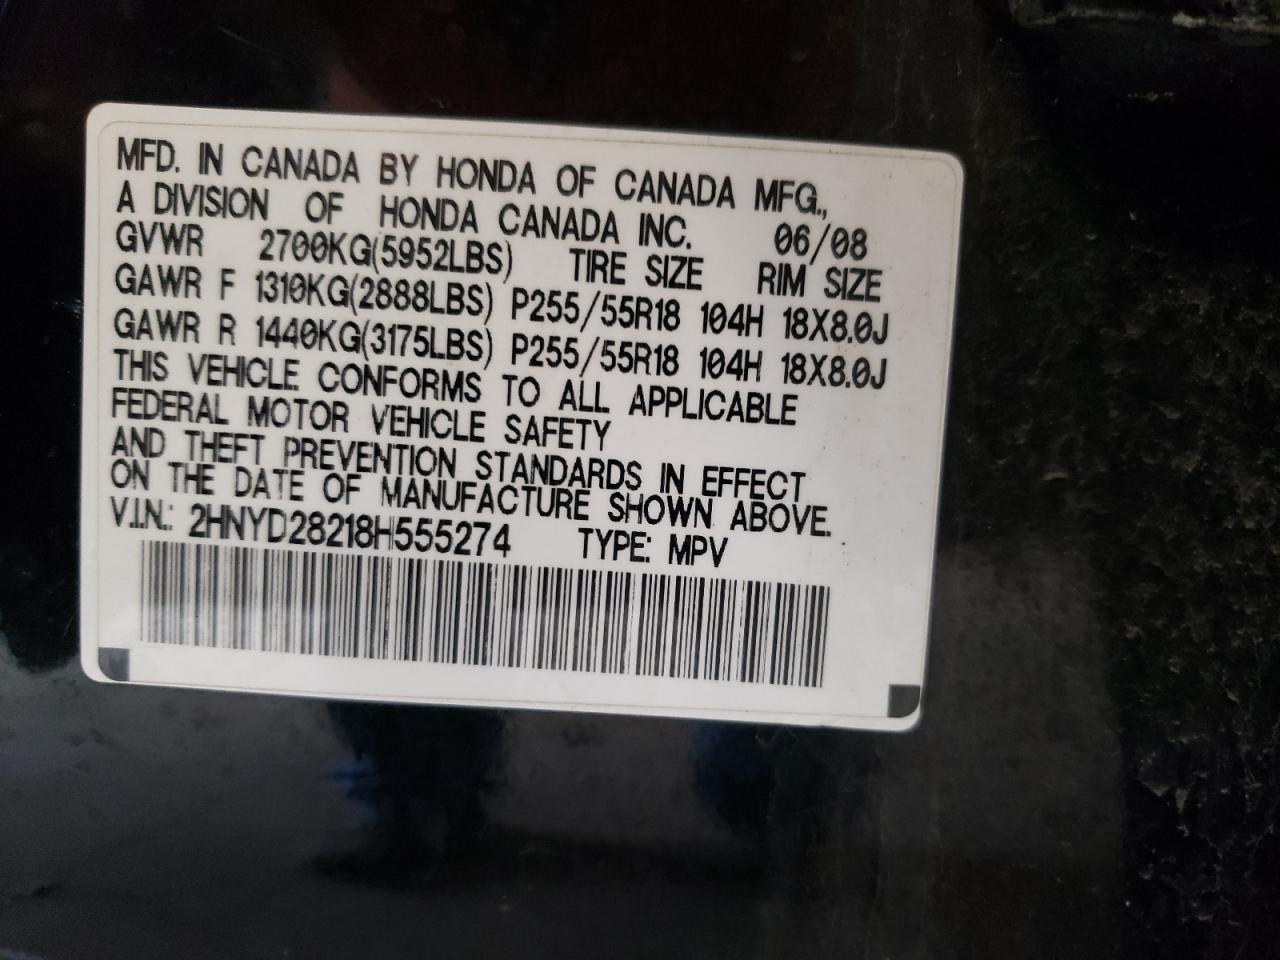 MFD. IN CANADA BY HONDA OF CANADA MFG.,
A DIVISION OF HONDA CANADA INC. 06/08
GVWR 2700KG(5952LBS) TIRE SIZE RIM SIZE
GAWR F 1310KG(2888LBS) P255/55R18 104H 18X8.0J
GAWR R 1440KG(3175LBS) P255/55R18 104H 18X8.0J
THIS VEHICLE CONFORMS TO ALL APPLICABLE
FEDERAL MOTOR VEHICLE SAFETY
AND THEFT PREVENTION STANDARDS IN EFFECT
ON THE DATE OF MANUFACTURE SHOWN ABOVE.
V.I.N.: 2HNYD28218H555274 TYPE: MPV